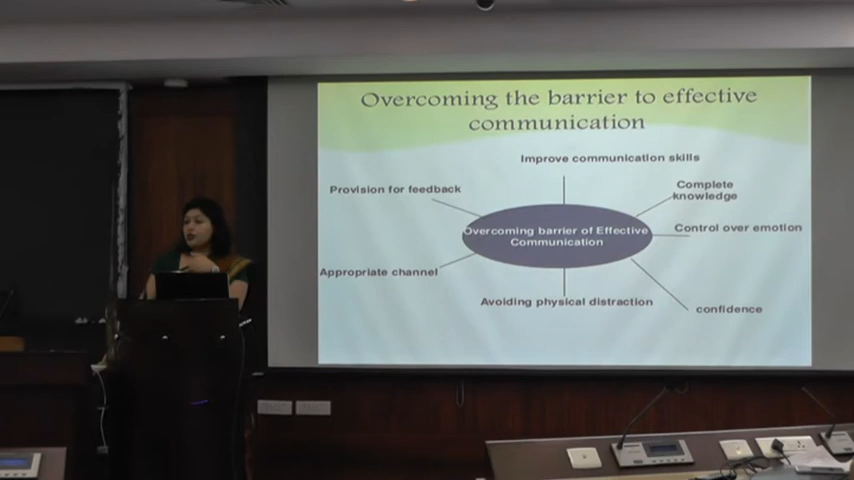 Overcoming the barrier to effective
communication
Improve communication skills
Provision for feedback
Complete
knowledge
Overcoming barrier of Effective
Communication
Control over emotion
Appropriate channel
Avoiding physical distraction
confidence